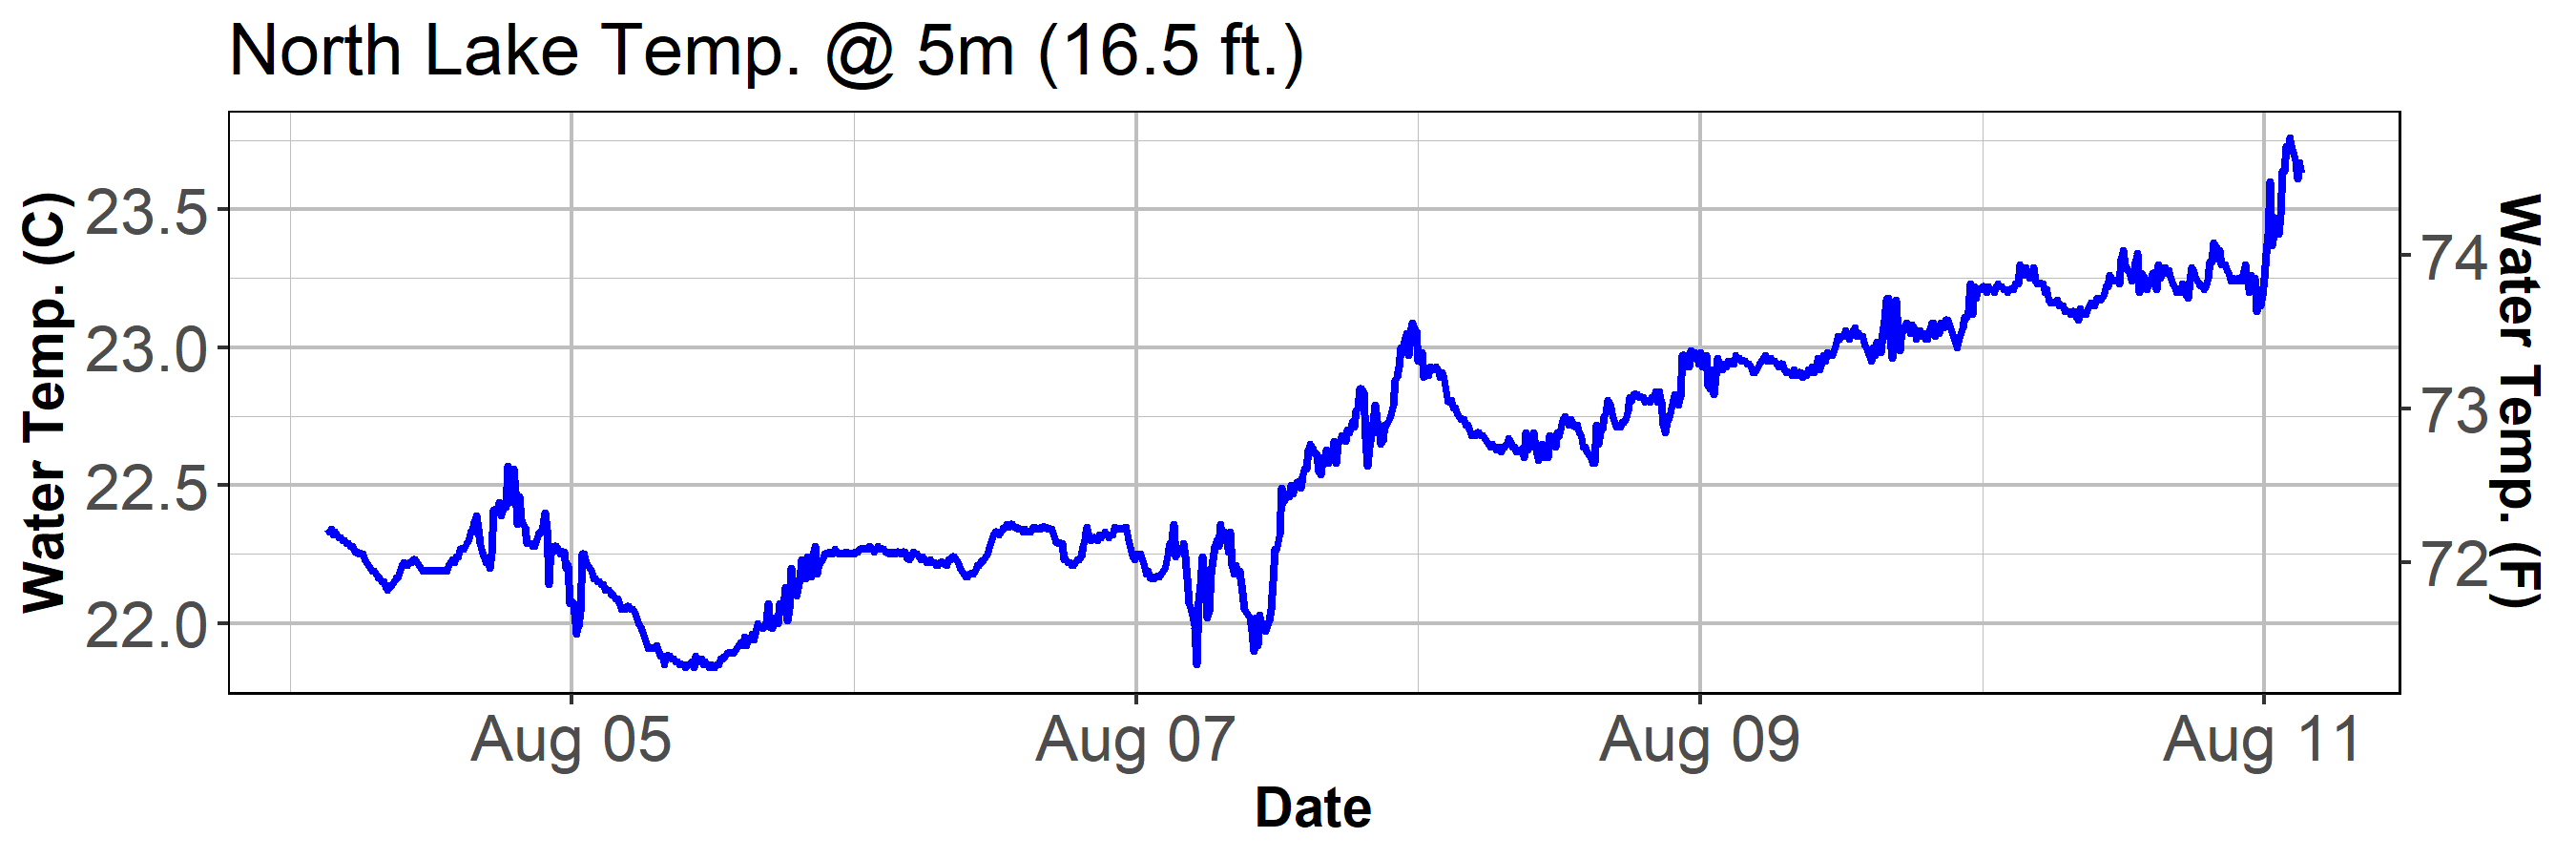 North Lake Temp. @ 5m (16.5 ft.)
Water Temp. (C)
23.5
23.0
22.5
22.0
74
73
72
Water Temp. (F)
Aug 05 Aug 07 Aug 09 Aug 11
Date